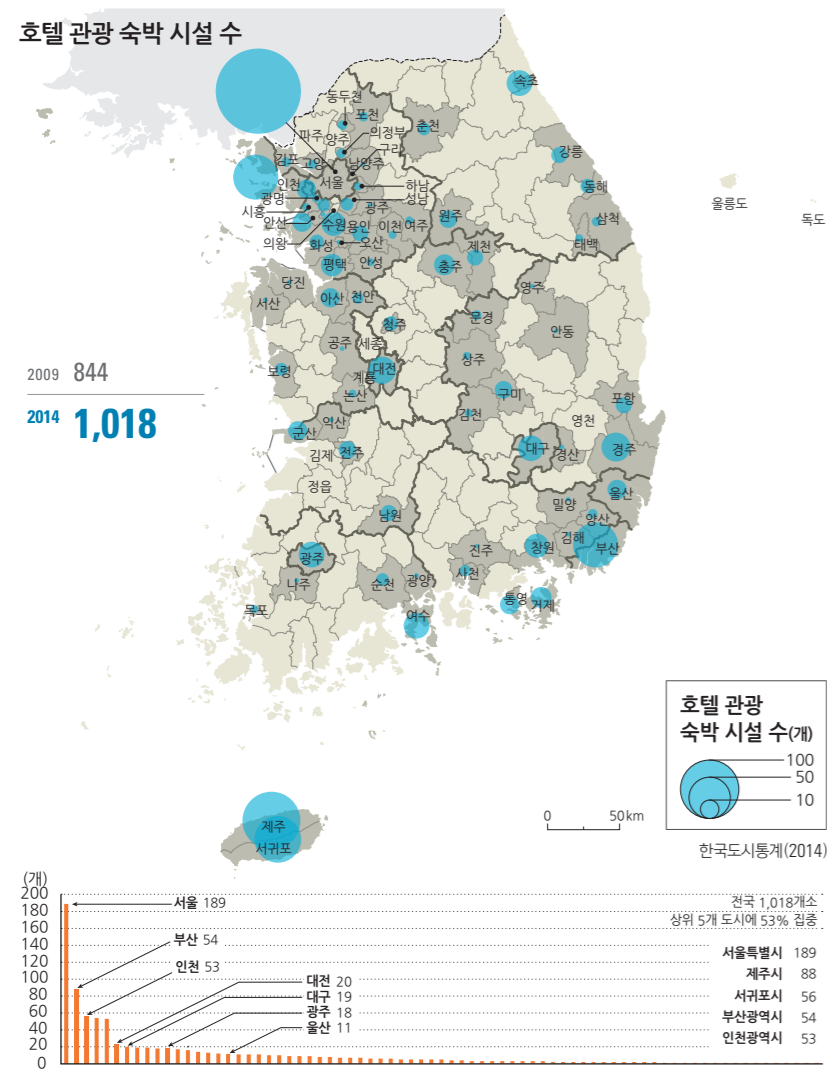 호텔 관광 숙박 시설 수
속초
동두천
포천
춘천
파주
양주
의정부
구리
강릉
김포
고양
남양주
인천
서울
하남
동해
광명
성남
울릉도
시흥
광주
원주
삼척
독도
안산
수원
용인
이천
여주
의왕
화성
오산
제천
태백
평택
안성
충주
당진
영주
서산
아산
천안
문경
청주
안동
공주
세종
상주
2009 844
보령
대전
계룡
구미
포항
2014 1,018
논산
김천
영천
익산
군산
대구
경산
경주
김제
전주
정읍
울산
밀양
남원
양산
김해
광주
진주
창원
부산
나주
순천
광양
사천
목포
통영
거제
여수
호텔 관광
숙박 시설 수(개)
100
50
10
0 50km
제주
서귀포
한국도시통계(2014)
(개)
200
180
160
140
120
100
80
60
40
20
0
서울 189
부산 54
인천 53
대전 20
대구 19
광주 18
울산 11
전국 1,018개소
상위 5개 도시에 53% 집중
서울특별시 189
제주시 88
서귀포시 56
부산광역시 54
인천광역시 53